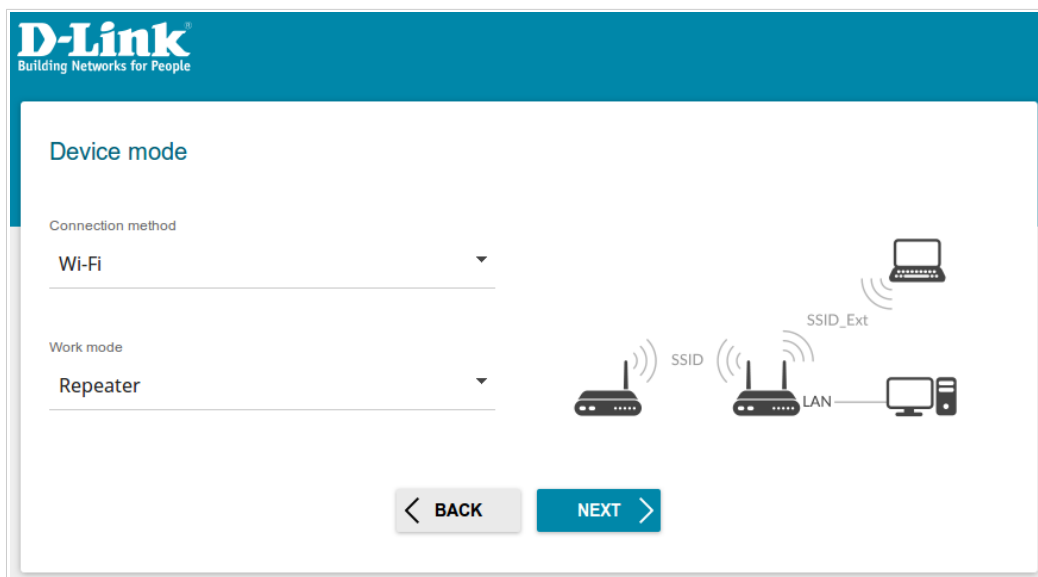 D-Link®
Building Networks for People
Device mode
Connection method
Wi-Fi
Work mode
Repeater
SSID
SSID_Ext
LAN
BACK
NEXT